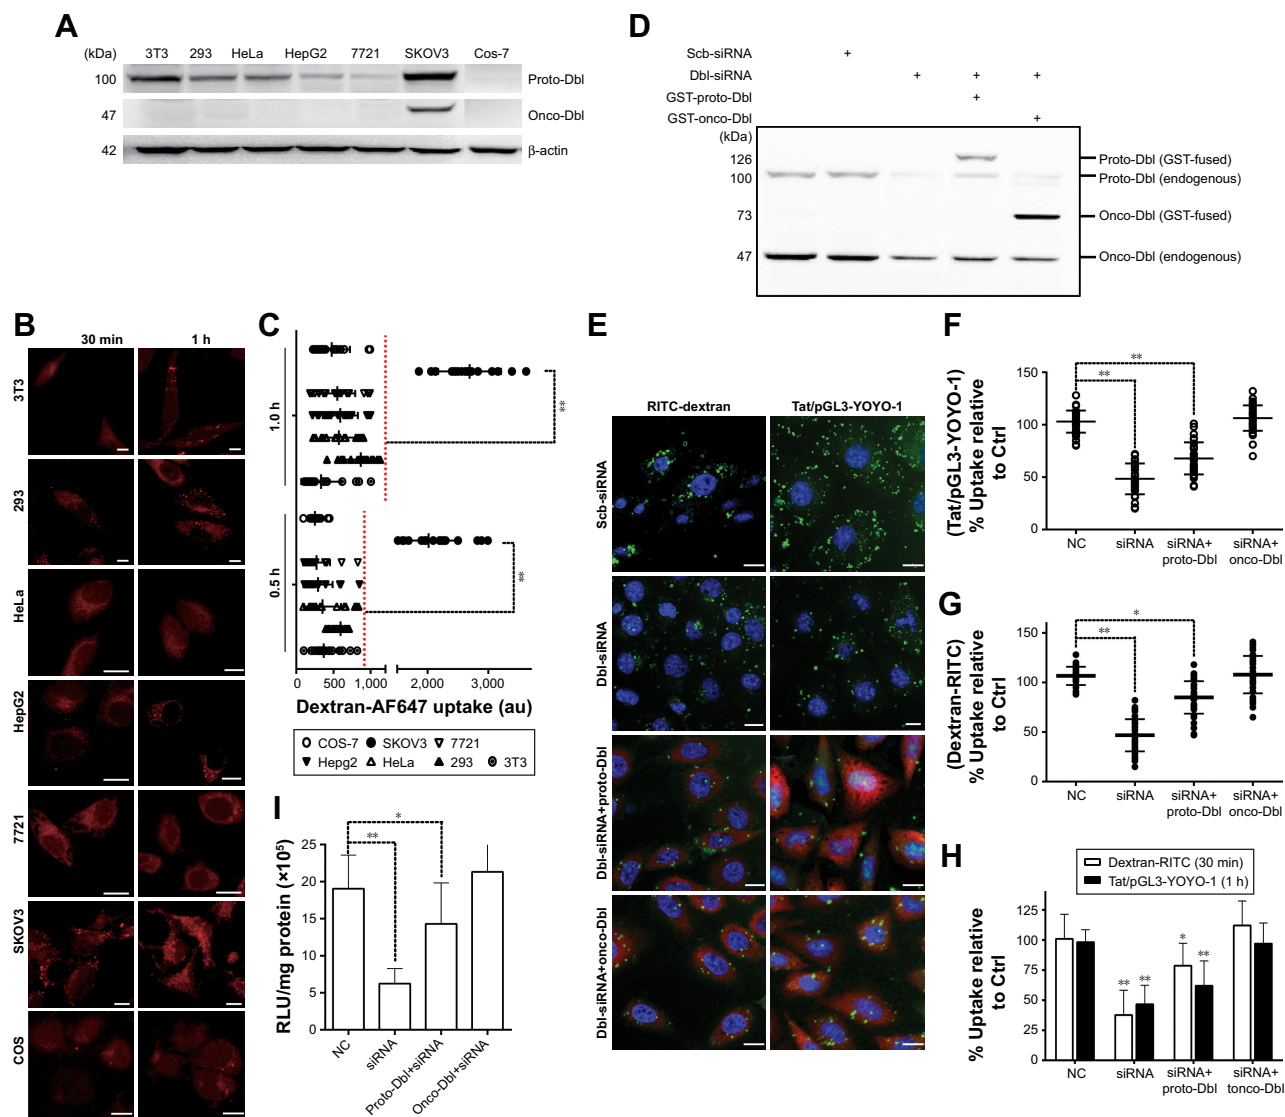 A
(kDa) 3T3 293 HeLa HepG2 7721 SKOV3 Cos-7
100 Proto-Dbl
47 Onco-Dbl
42 β-actin
D
Scb-siRNA +
Dbl-siRNA + + +
GST-proto-Dbl +
GST-onco-Dbl +
(kDa)
126 Proto-Dbl (GST-fused)
100 Proto-Dbl (endogenous)
73 Onco-Dbl (GST-fused)
47 Onco-Dbl (endogenous)
B
30 min 1 h
3T3
293
HeLa
HepG2
7721
SKOV3
COS
C
1.0 h
**
0.5 h
**
0 500 1,000 2,000 3,000
Dextran-AF647 uptake (au)
COS-7 SKOV3 7721
Hepg2 HeLa 293 3T3
E
RITC-dextran Tat/pGL3-YOYO-1
Scb-siRNA
Dbl-siRNA
Dbl-siRNA+proto-Dbl
Dbl-siRNA+onco-Dbl
F
(Tat/pGL3-YOYO-1)
% Uptake relative
to Ctrl
150
100
50
0
**
**
NC siRNA siRNA+ siRNA+
proto-Dbl onco-Dbl
G
(Dextran-RITC)
% Uptake relative
to Ctrl
150
100
50
0
*
**
NC siRNA siRNA+ siRNA+
proto-Dbl onco-Dbl
H
Dextran-RITC (30 min)
Tat/pGL3-YOYO-1 (1 h)
% Uptake relative
to Ctrl
125
100
75
50
25
0
** ** * **
NC siRNA siRNA+ siRNA+
proto-Dbl tonco-Dbl
I
RLU/mg protein (×10⁵)
25
20
15
10
5
0
*
**
NC siRNA Proto-Dbl+siRNA Onco-Dbl+siRNA